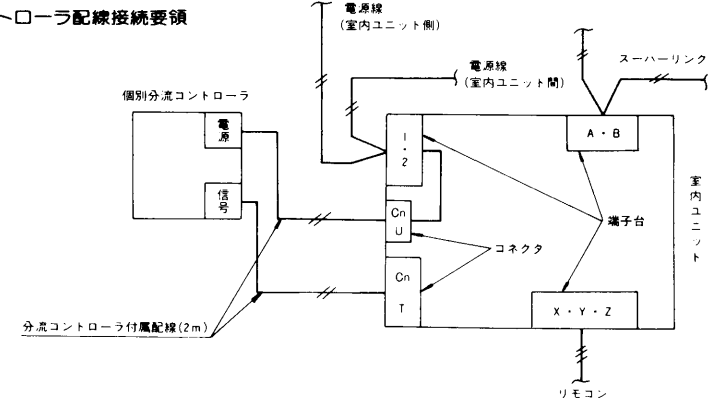 ローラ配線接続要領
電源線
(室内ユニット側)
電源線
(室内ユニット間)
スーパーリンク
個別分流コントローラ
電源
信号
1・2
CnU
CnT
A・B
端子台
コネクタ
X・Y・Z
室内ユニット
分流コントローラ付属配線(2m)
リモコン